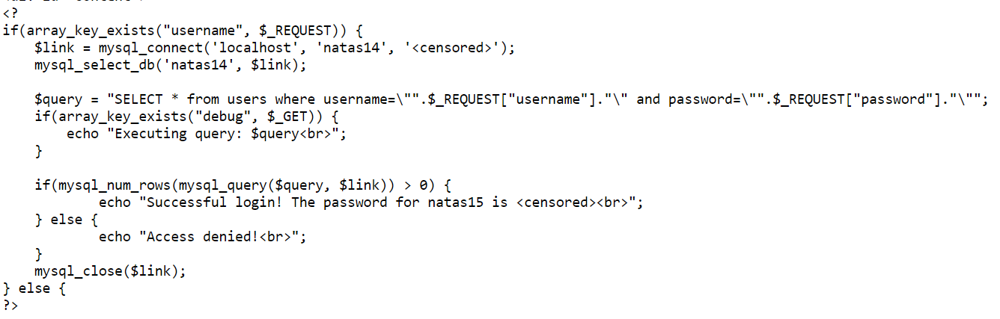 <?
if(array_key_exists("username", $_REQUEST)) {
    $link = mysql_connect('localhost', 'natas14', '<censored>');
    mysql_select_db('natas14', $link);

    $query = "SELECT * from users where username=\"".$_REQUEST["username"]."\" and password=\"".$_REQUEST["password"]."\"";
    if(array_key_exists("debug", $_GET)) {
        echo "Executing query: $query<br>";
    }

    if(mysql_num_rows(mysql_query($query, $link)) > 0) {
            echo "Successful login! The password for natas15 is <censored><br>";
    } else {
            echo "Access denied!<br>";
    }
    mysql_close($link);
} else {
?>